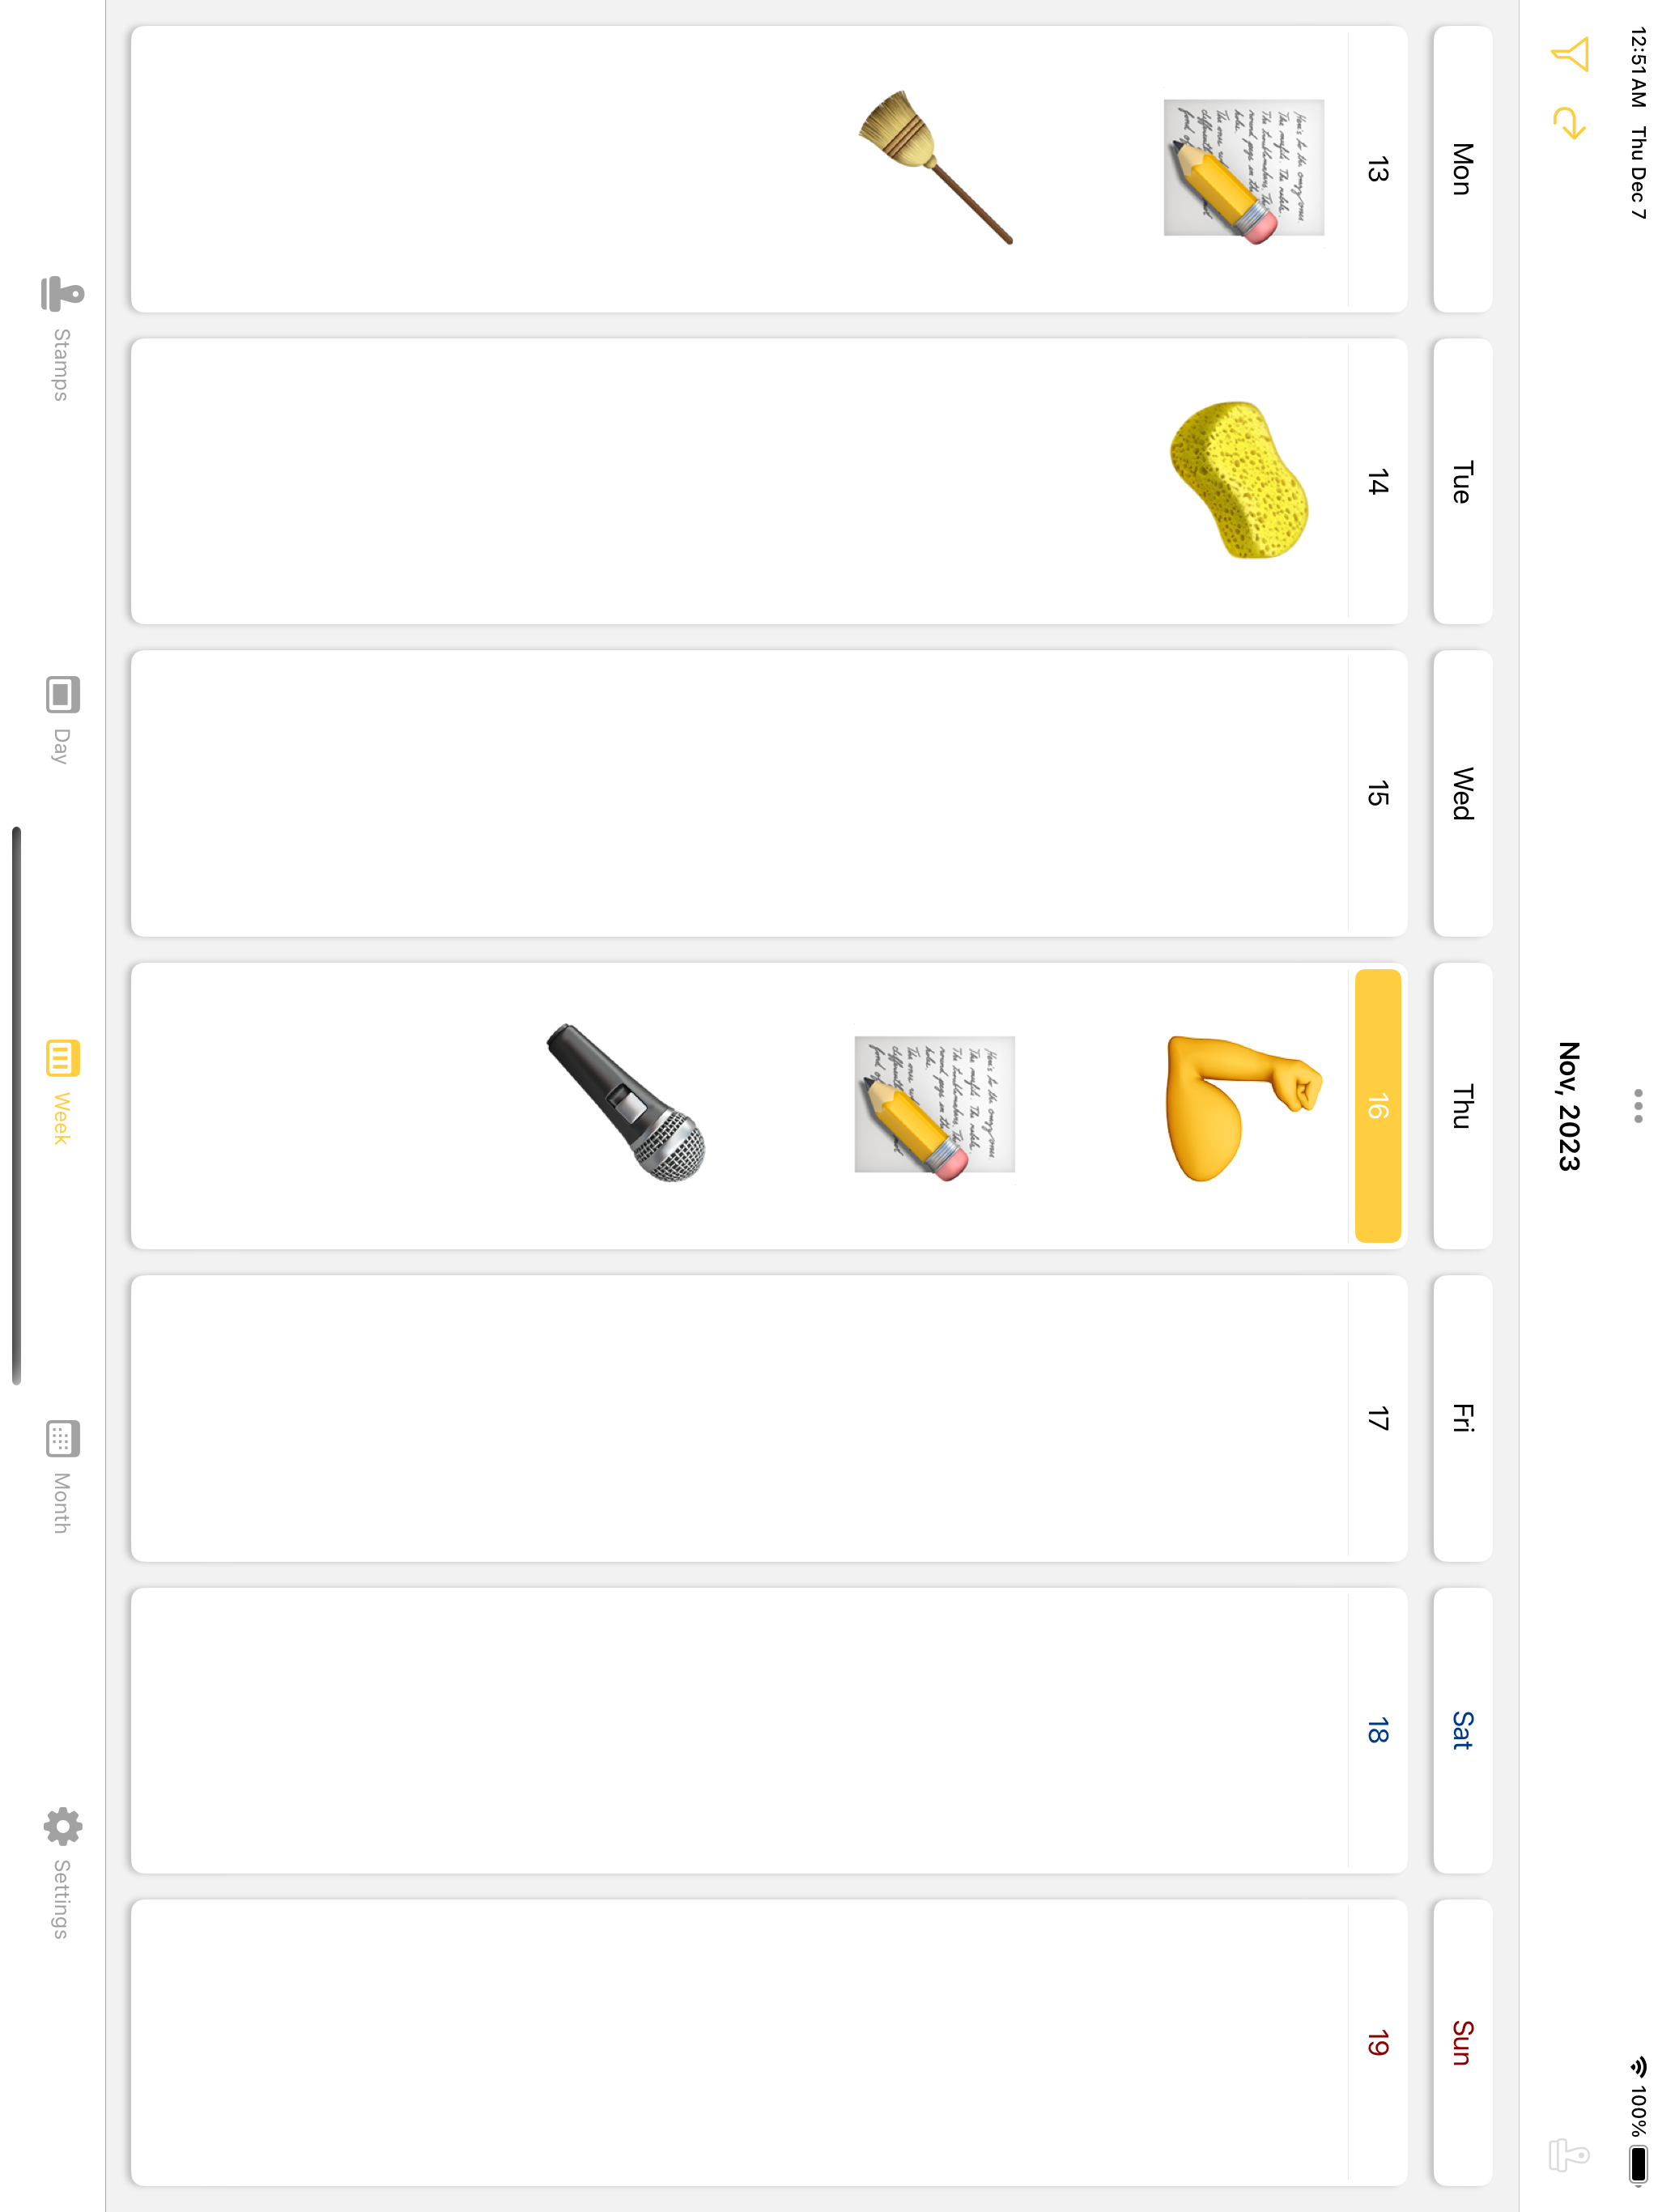 12:51 AM Thu Dec 7
100%
Nov, 2023
Mon Tue Wed Thu Fri Sat Sun
13 14 15 16 17 18 19
Stamps Day Week Month Settings